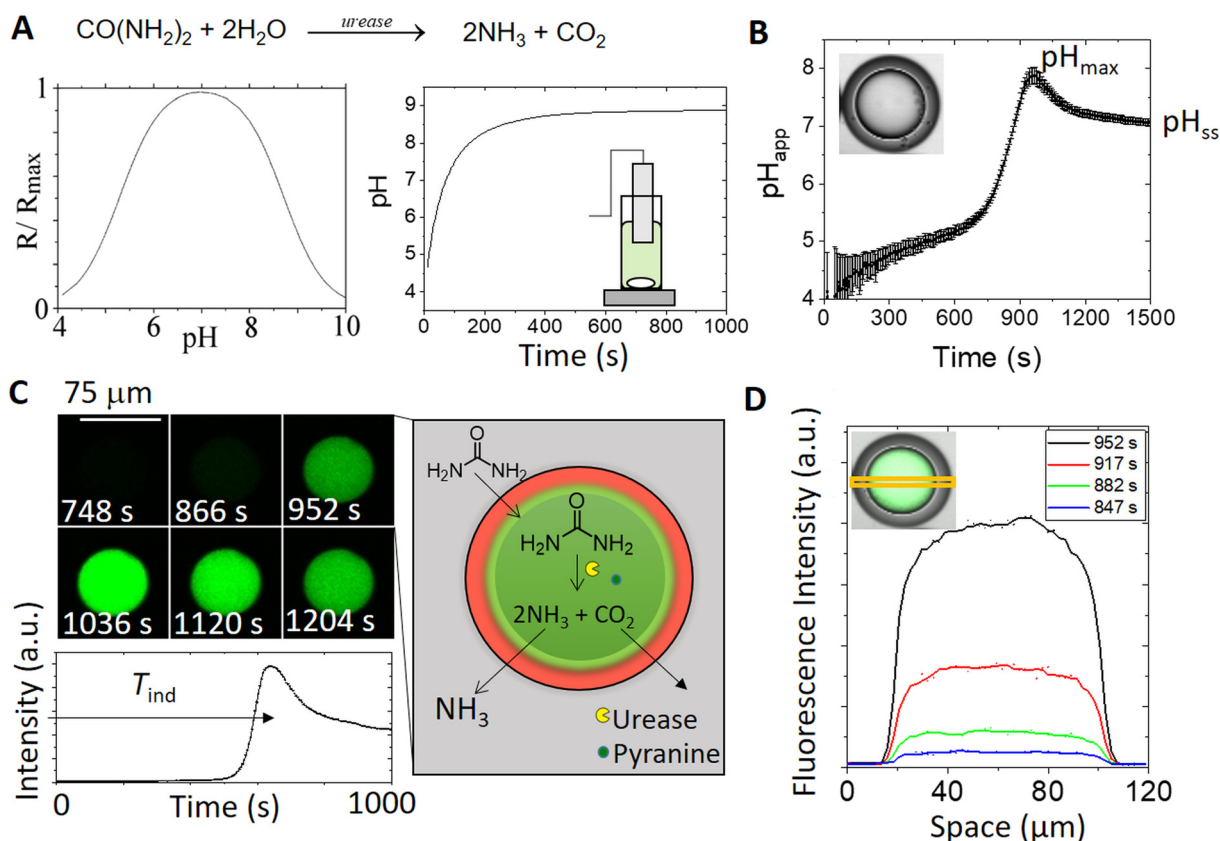 A
CO(NH2)2 + 2H2O urease 2NH3 + CO2
1
R/ Rmax
0
4 6 8 10
pH
9
8
7
6
5
4
pH
0 200 400 600 800 1000
Time (s)
B
pHmax
pHss
8
7
6
5
4
pHapp
0 300 600 900 1200 1500
Time (s)
C
75 µm
748 s 866 s 952 s
1036 s 1120 s 1204 s
Intensity (a.u.)
Tind
0 1000
Time (s)
O
H2N NH2
O
H2N NH2
2NH3 + CO2
NH3
Urease
Pyranine
D
952 s
917 s
882 s
847 s
Fluorescence Intensity (a.u.)
0 40 80 120
Space (µm)